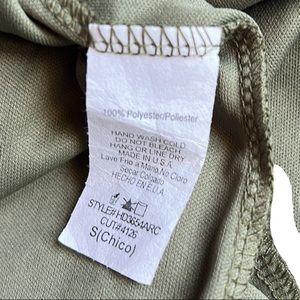 100% Polyester/Poliester
HAND WASH COLD
DO NOT BLEACH
HANG OR LINE DRY
MADE IN U.S.A
Lave Frio a Mano No Cloro
Secar Colgado
HECHO EN E.U.A.
STYLE#HD3654ARC
CUT#4126
S(Chico)